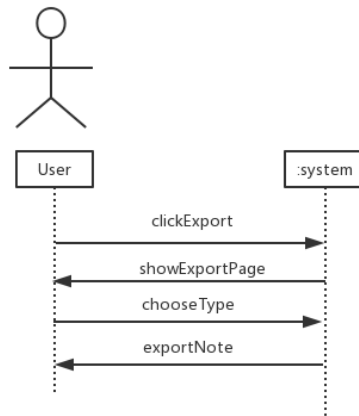 User
:system
clickExport
showExportPage
chooseType
exportNote